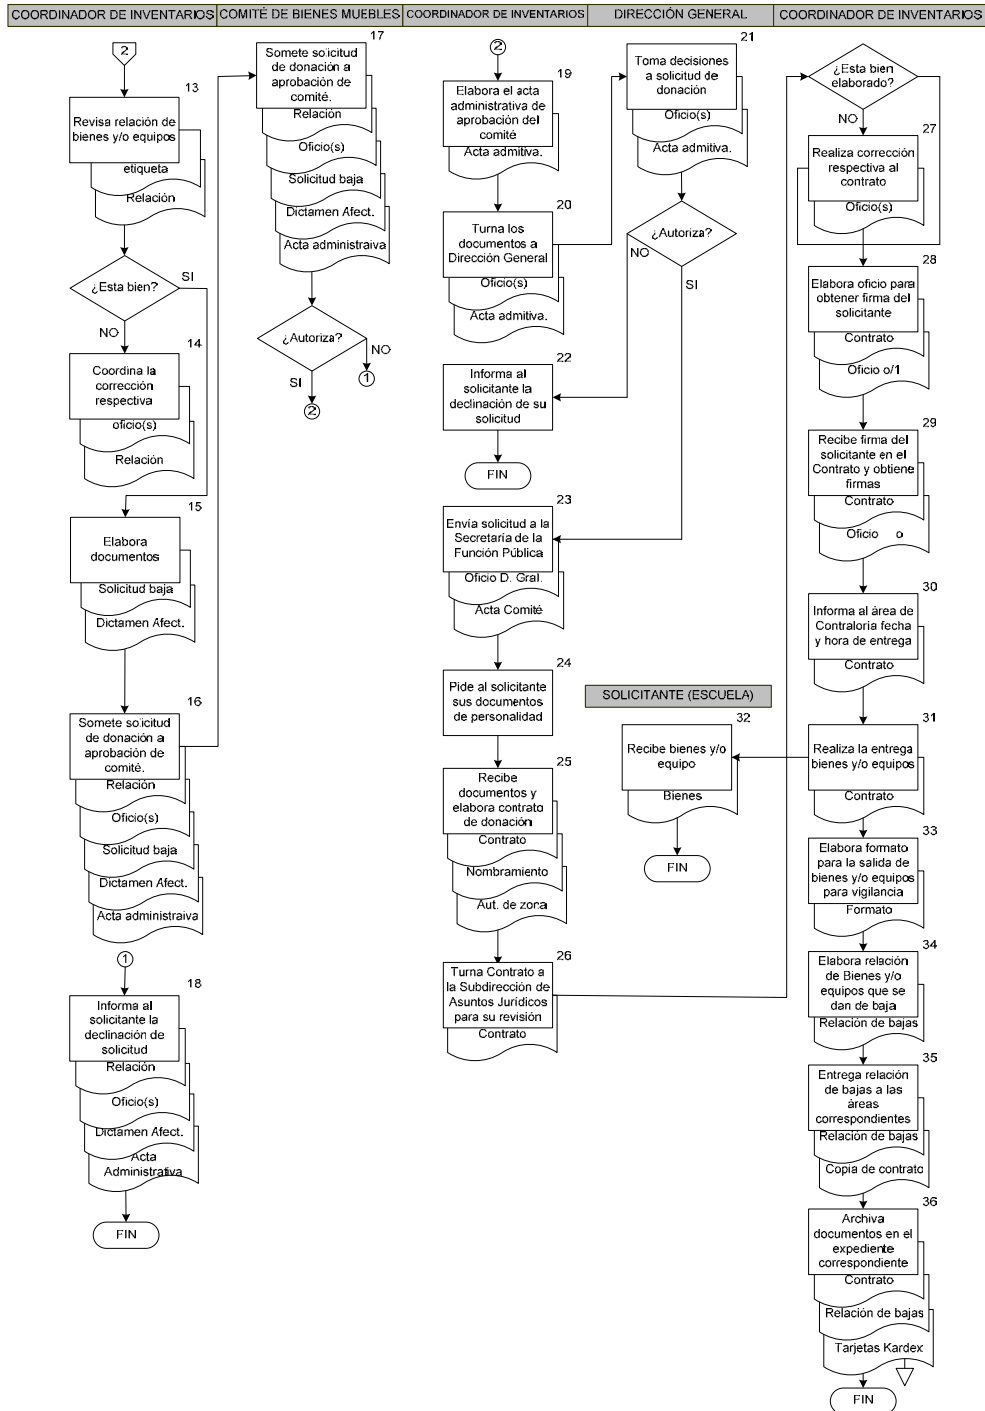 COORDINADOR DE INVENTARIOS
COMITÉ DE BIENES MUEBLES
COORDINADOR DE INVENTARIOS
DIRECCIÓN GENERAL
COORDINADOR DE INVENTARIOS
2
13
Revisa relación de
bienes y/o equipos
etiqueta
Relación
¿Esta bien?
SI
NO
14
Coordina la
corrección
respectiva
oficio(s)
Relación
15
Elabora
documentos
Solicitud baja
Dictamen Afect.
16
Somete solicitud
de donación a
aprobación de
comité.
Relación
Oficio(s)
Solicitud baja
Dictamen Afect.
Acta administraiva
1
18
Informa al
solicitante la
declinación de
solicitud
Relación
Oficio(s)
Dictamen Afect.
Acta
Administrativa
FIN
17
Somete solicitud
de donación a
aprobación de
comité.
Relación
Oficio(s)
Solicitud baja
Dictamen Afect.
Acta administraiva
¿Autoriza?
NO
1
SI
2
2
19
Elabora el acta
administrativa de
aprobación del
comité
Acta admitiva.
20
Turna los
documentos a
Dirección General
Oficio(s)
Acta admitiva.
22
Informa al
solicitante la
declinación de su
solicitud
FIN
23
Envía solicitud a la
Secretaría de la
Función Pública
Oficio D. Gral.
Acta Comité
24
Pide al solicitante
sus documentos
de personalidad
25
Recibe
documentos y
elabora contrato
de donación
Contrato
Nombramiento
Aut. de zona
26
Turna Contrato a
la Subdirección de
Asuntos Jurídicos
para su revisión
Contrato
21
Toma decisiones
a solicitud de
donación
Oficio(s)
Acta admitiva.
¿Autoriza?
NO
SI
SOLICITANTE (ESCUELA)
32
Recibe bienes y/o
equipo
Bienes
FIN
¿Esta bien
elaborado?
NO
27
Realiza corrección
respectiva al
contrato
Oficio(s)
28
Elabora oficio para
obtener firma del
solicitante
Contrato
Oficio o/1
29
Recibe firma del
solicitante en el
Contrato y obtiene
firmas
Contrato
Oficio o
30
Informa al área de
Contraloría fecha
y hora de entrega
Contrato
31
Realiza la entrega
bienes y/o equipos
Contrato
33
Elabora formato
para la salida de
bienes y/o equipos
para vigilancia
Formato
34
Elabora relación
de Bienes y/o
equipos que se
dan de baja
Relación de bajas
35
Entrega relación
de bajas a las
áreas
correspondientes
Relación de bajas
Copia de contrato
36
Archiva
documentos en el
expediente
correspondiente
Contrato
Relación de bajas
Tarjetas Kardex
FIN